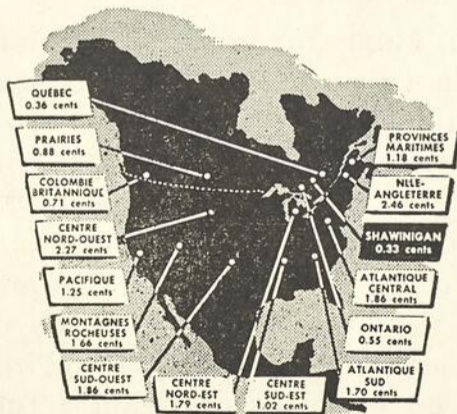 QUÉBEC
0.36 cents
PRAIRIES
0.88 cents
COLOMBIE
BRITANNIQUE
0.71 cents
CENTRE
NORD-OUEST
2.27 cents
PACIFIQUE
1.25 cents
MONTAGNES
ROCHEUSES
1.66 cents
CENTRE
SUD-OUEST
1.86 cents
CENTRE
NORD-EST
1.79 cents
CENTRE
SUD-EST
1.02 cents
PROVINCES
MARITIMES
1.18 cents
NLLE-
ANGLETERRE
2.46 cents
SHAWINIGAN
0.33 cents
ATLANTIQUE
CENTRAL
1.86 cents
ONTARIO
0.55 cents
ATLANTIQUE
SUD
1.70 cents